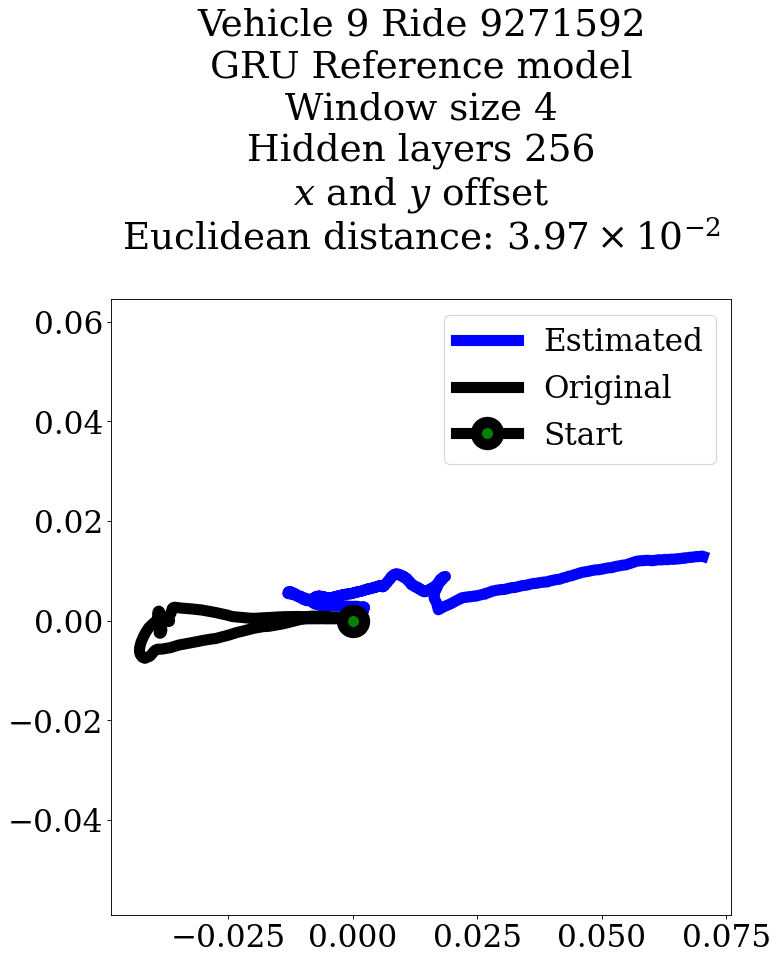 Vehicle 9 Ride 9271592
GRU Reference model
Window size 4
Hidden layers 256
x and y offset
Euclidean distance: 3.97 × 10⁻²
Estimated
Original
Start
0.06
0.04
0.02
0.00
−0.02
−0.04
−0.025 0.000 0.025 0.050 0.075